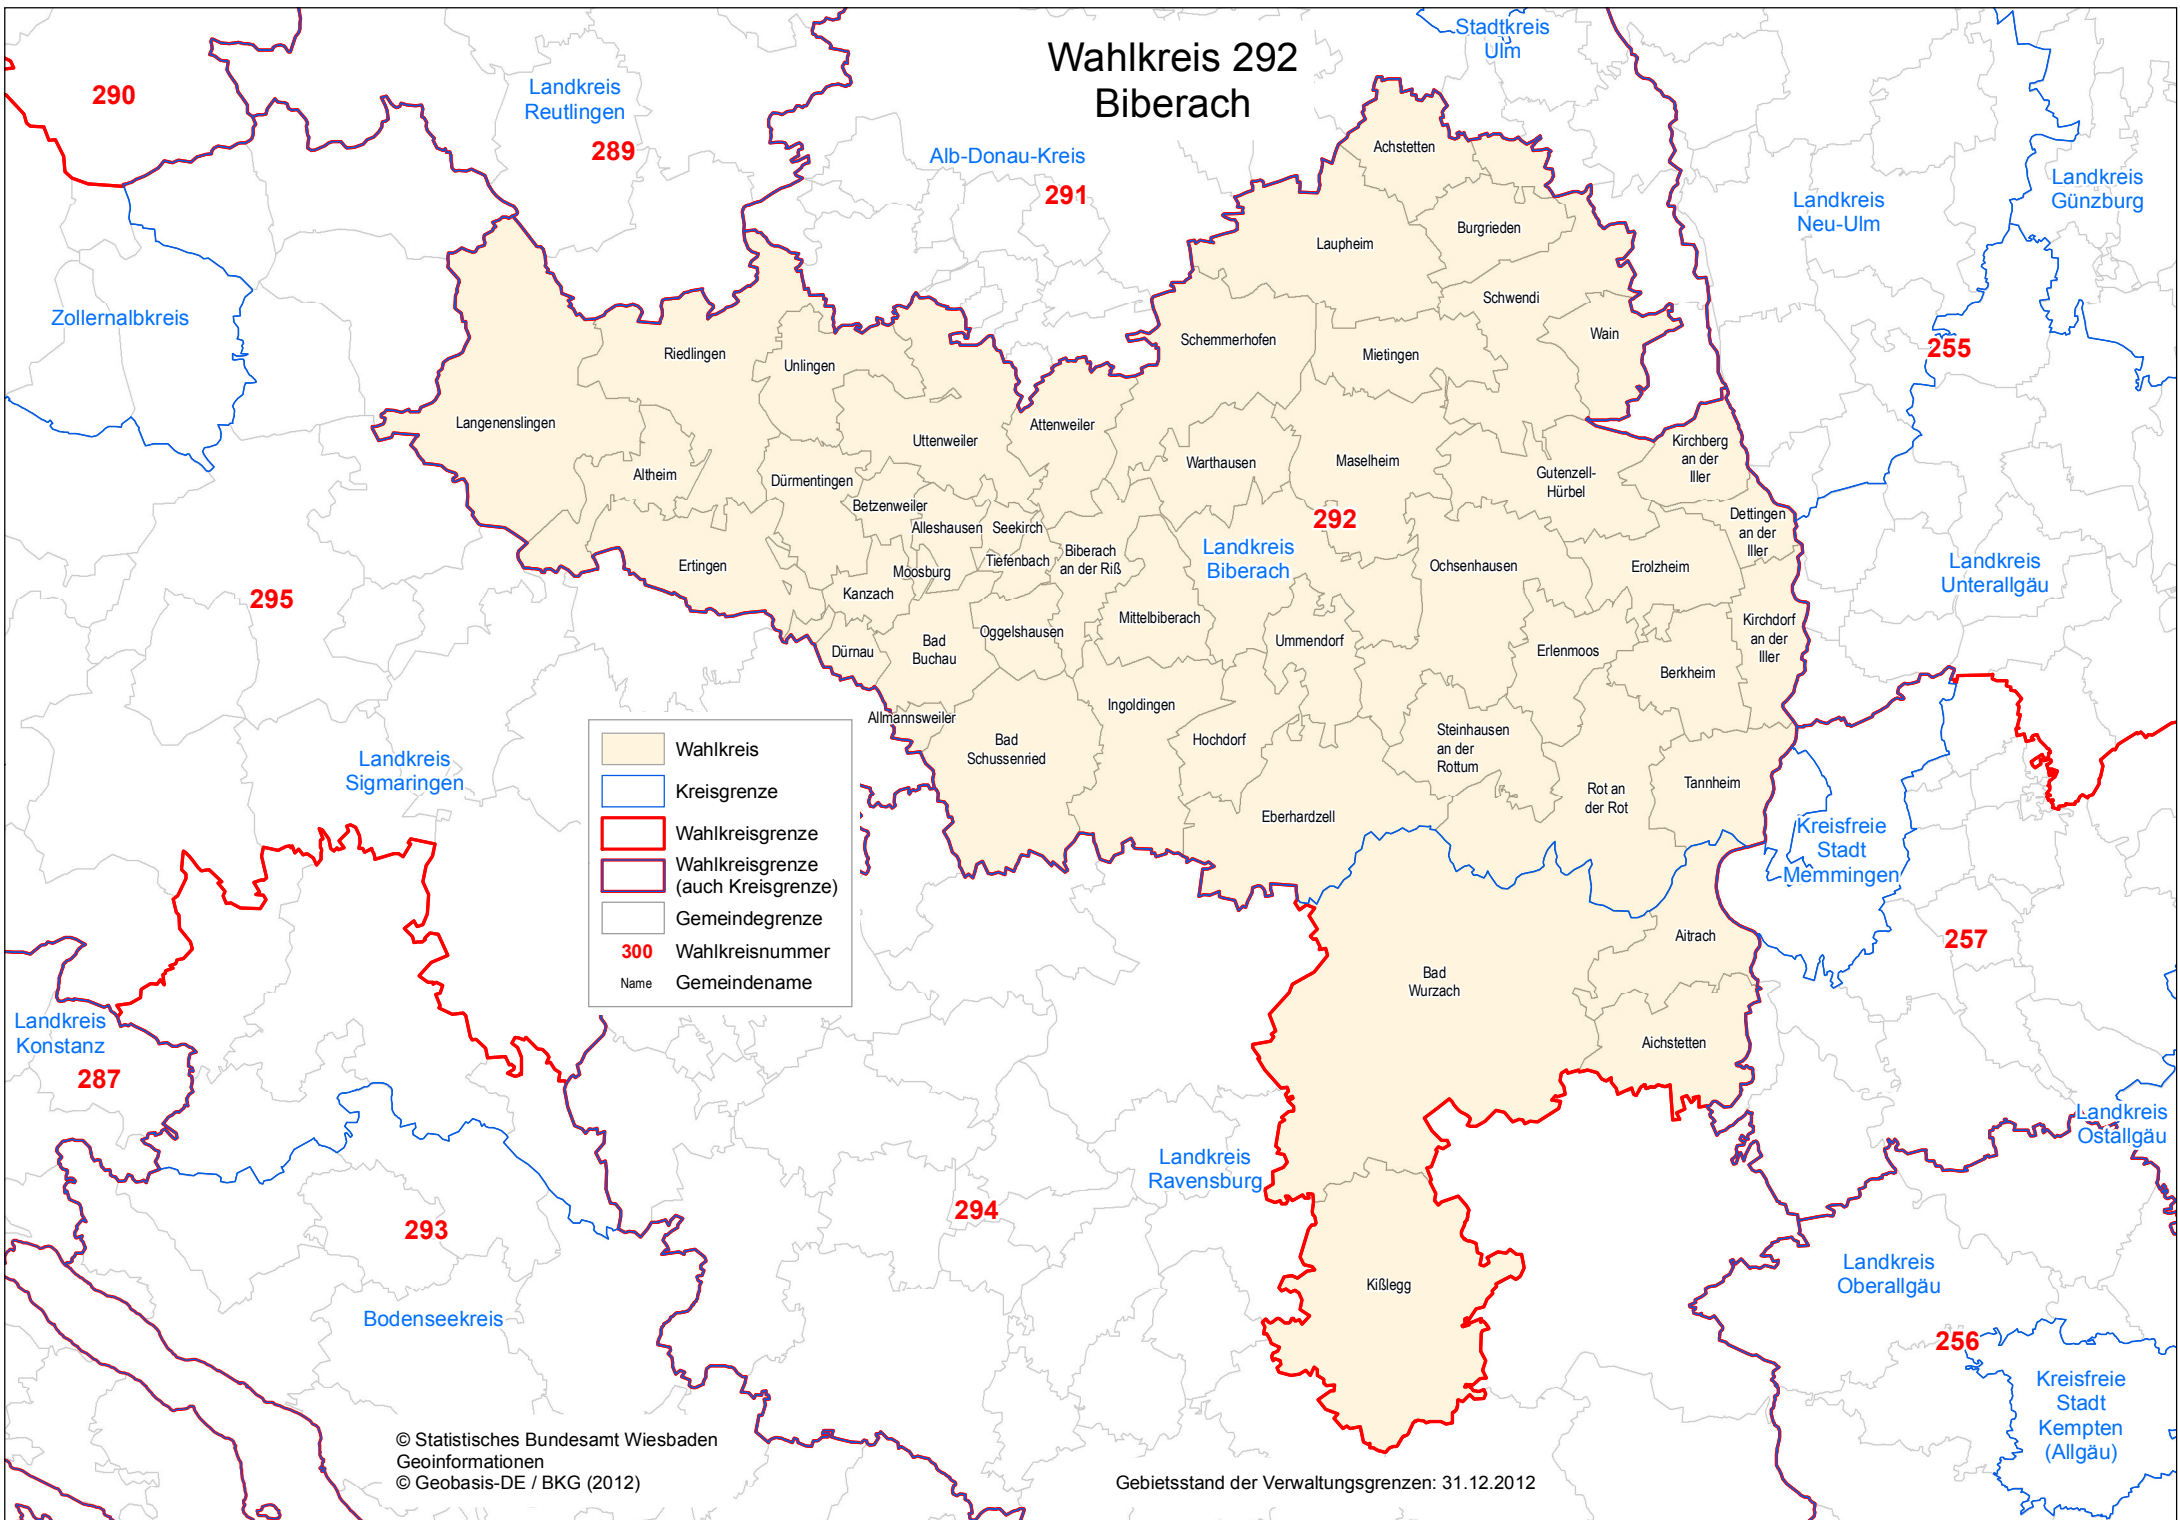 Wahlkreis 292
Biberach
Stadtkreis
Ulm
290
Landkreis
Reutlingen
289
Alb-Donau-Kreis
291
Landkreis
Neu-Ulm
Landkreis
Günzburg
Zollernalbkreis
255
Achstetten
Burgrieden
Laupheim
Schwendi
Wain
Schemmerhofen
Mietingen
Riedlingen
Unlingen
Langenenslingen
Uttenweiler
Attenweiler
Warthausen
Maselheim
Gutenzell-
Hürbel
Kirchberg
an der
Iller
Altheim
Dürmentingen
Betzenweiler
Alleshausen
Seekirch
292
Dettingen
an der
Iller
Landkreis
Biberach
Biberach
an der Riß
Ertingen
Moosburg
Tiefenbach
Kanzach
Ochsenhausen
Erolzheim
Landkreis
Unterallgäu
295
Mittelbiberach
Oggelshausen
Ummendorf
Kirchdorf
an der
Iller
Dürnau
Bad
Buchau
Erlenmoos
Berkheim
Ingoldingen
Allmannsweiler
Bad
Schussenried
Hochdorf
Steinhausen
an der
Rottum
Rot an
der Rot
Tannheim
Eberhardzell
Landkreis
Sigmaringen
Kreisfreie
Stadt
Memmingen
Wahlkreis
Kreisgrenze
Wahlkreisgrenze
Wahlkreisgrenze
(auch Kreisgrenze)
Gemeindegrenze
300 Wahlkreisnummer
Name Gemeindename
Aitrach
257
Bad
Wurzach
Aichstetten
Landkreis
Konstanz
287
Landkreis
Ostallgäu
Landkreis
Ravensburg
294
293
Kißlegg
Landkreis
Oberallgäu
Bodenseekreis
256
Kreisfreie
Stadt
Kempten
(Allgäu)
© Statistisches Bundesamt Wiesbaden
Geoinformationen
© Geobasis-DE / BKG (2012)
Gebietsstand der Verwaltungsgrenzen: 31.12.2012